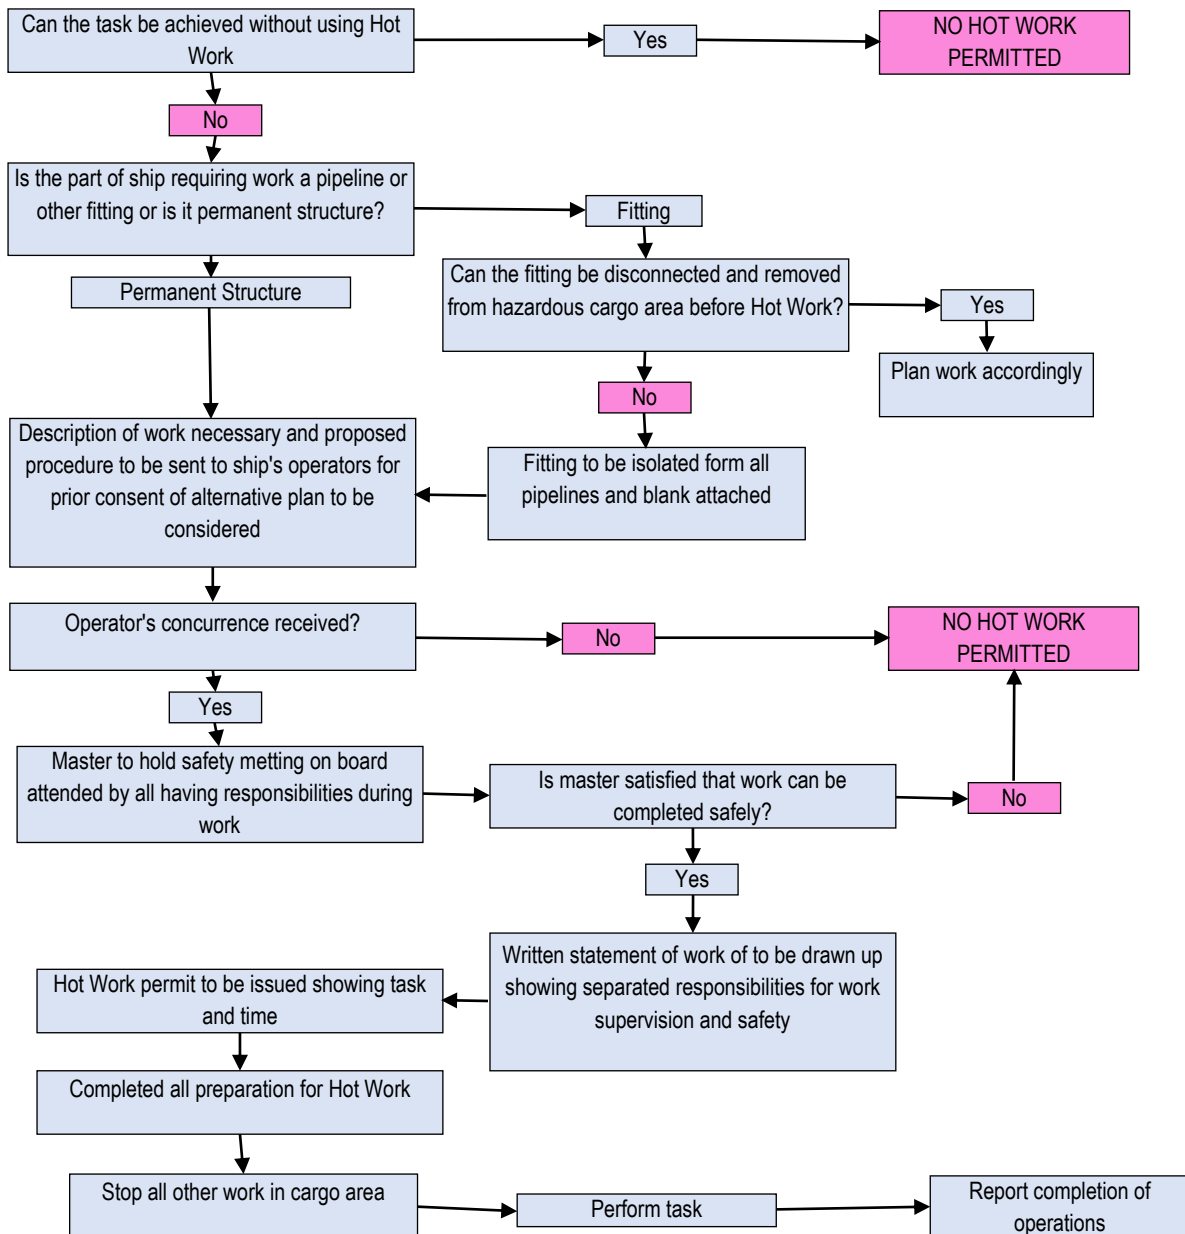 Can the task be achieved without using Hot
Work
Yes
NO HOT WORK
PERMITTED
No
Is the part of ship requiring work a pipeline or
other fitting or is it permanent structure?
Fitting
Permanent Structure
Can the fitting be disconnected and removed
from hazardous cargo area before Hot Work?
Yes
Plan work accordingly
No
Description of work necessary and proposed
procedure to be sent to ship's operators for
prior consent of alternative plan to be
considered
Fitting to be isolated form all
pipelines and blank attached
Operator's concurrence received?
No
NO HOT WORK
PERMITTED
Yes
Master to hold safety metting on board
attended by all having responsibilities during
work
Is master satisfied that work can be
completed safely?
No
Yes
Written statement of work of to be drawn up
showing separated responsibilities for work
supervision and safety
Hot Work permit to be issued showing task
and time
Completed all preparation for Hot Work
Stop all other work in cargo area
Perform task
Report completion of
operations